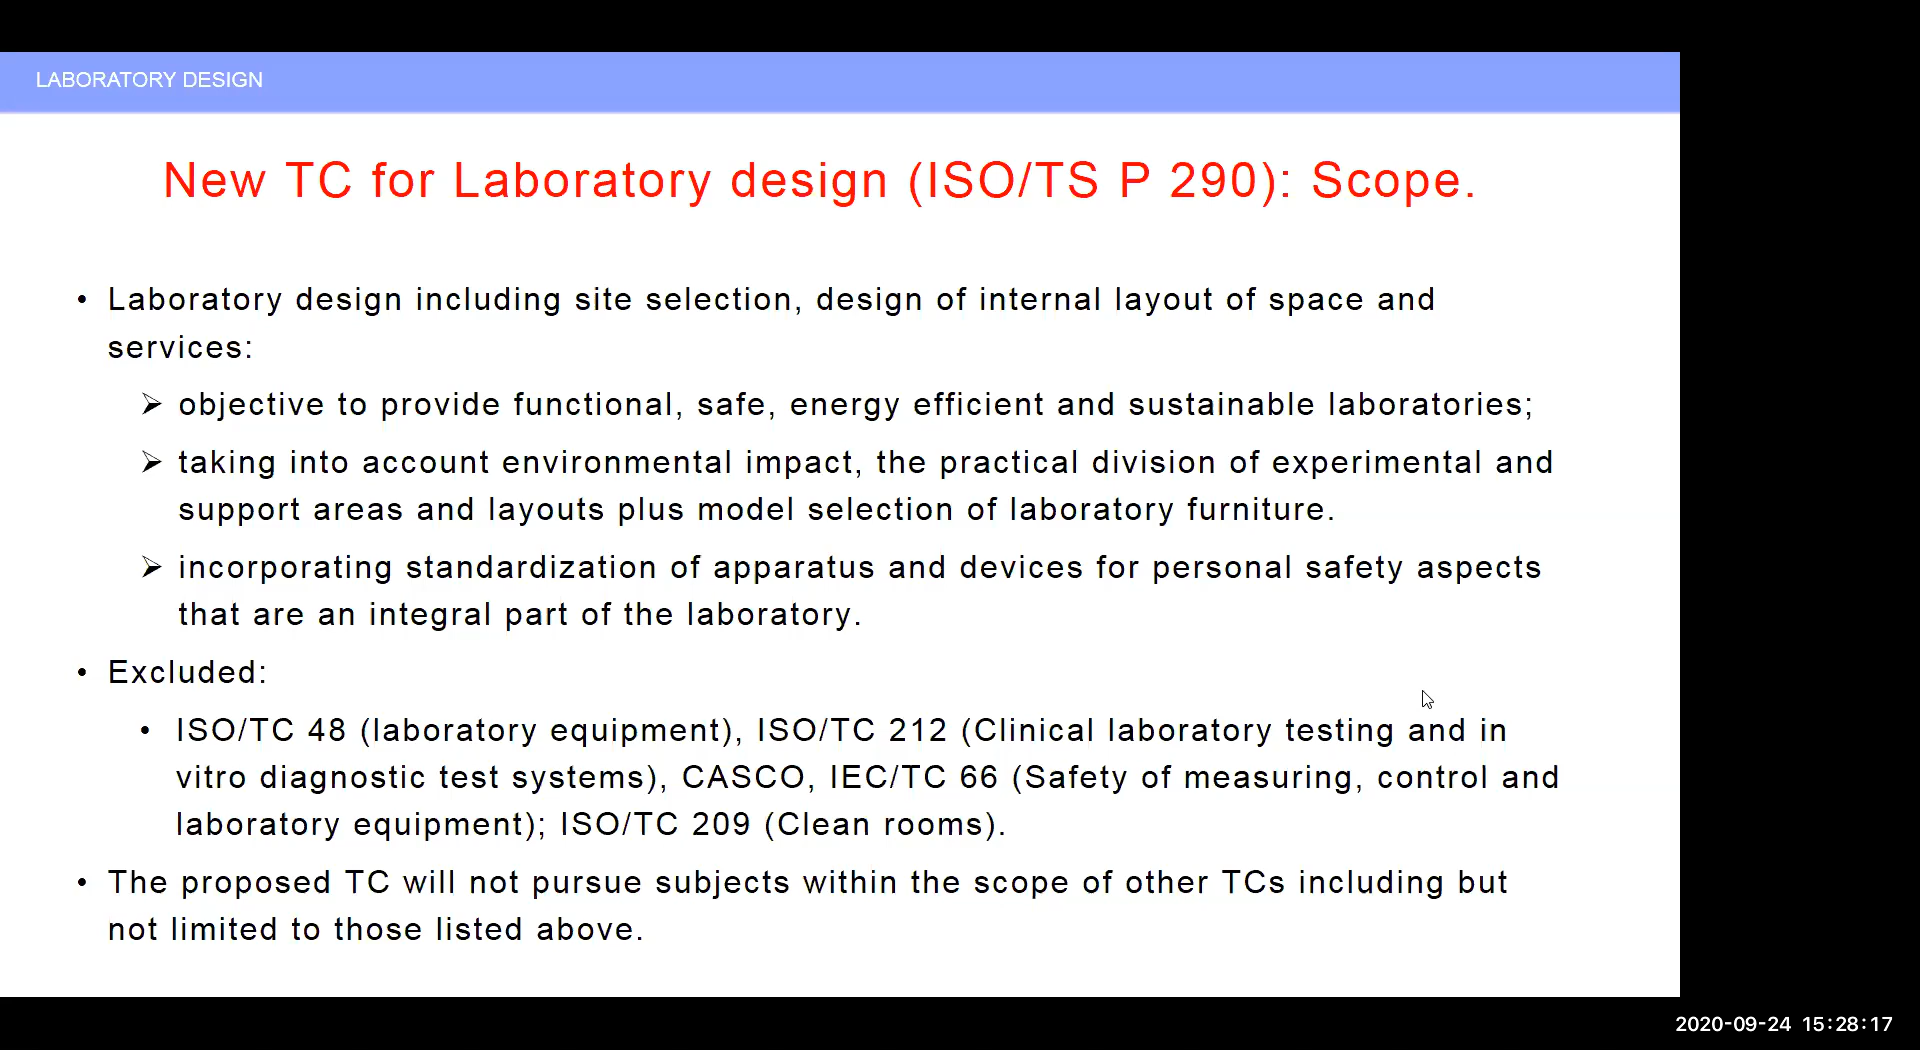 LABORATORY DESIGN
New TC for Laboratory design (ISO/TS P 290): Scope.
• Laboratory design including site selection, design of internal layout of space and
services:
➢ objective to provide functional, safe, energy efficient and sustainable laboratories;
➢ taking into account environmental impact, the practical division of experimental and
support areas and layouts plus model selection of laboratory furniture.
➢ incorporating standardization of apparatus and devices for personal safety aspects
that are an integral part of the laboratory.
• Excluded:
• ISO/TC 48 (laboratory equipment), ISO/TC 212 (Clinical laboratory testing and in
vitro diagnostic test systems), CASCO, IEC/TC 66 (Safety of measuring, control and
laboratory equipment); ISO/TC 209 (Clean rooms).
• The proposed TC will not pursue subjects within the scope of other TCs including but
not limited to those listed above.
2020-09-24 15:28:17